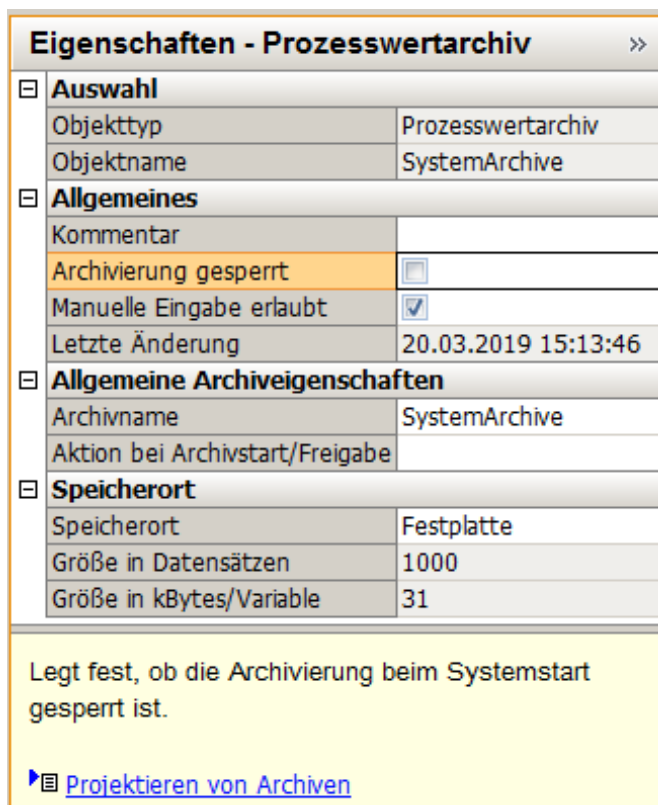 Eigenschaften - Prozesswertarchiv »
Auswahl
Objekttyp Prozesswertarchiv
Objektname SystemArchive
Allgemeines
Kommentar
Archivierung gesperrt
Manuelle Eingabe erlaubt
Letzte Änderung 20.03.2019 15:13:46
Allgemeine Archiveigenschaften
Archivname SystemArchive
Aktion bei Archivstart/Freigabe
Speicherort
Speicherort Festplatte
Größe in Datensätzen 1000
Größe in kBytes/Variable 31
Legt fest, ob die Archivierung beim Systemstart
gesperrt ist.
Projektieren von Archiven